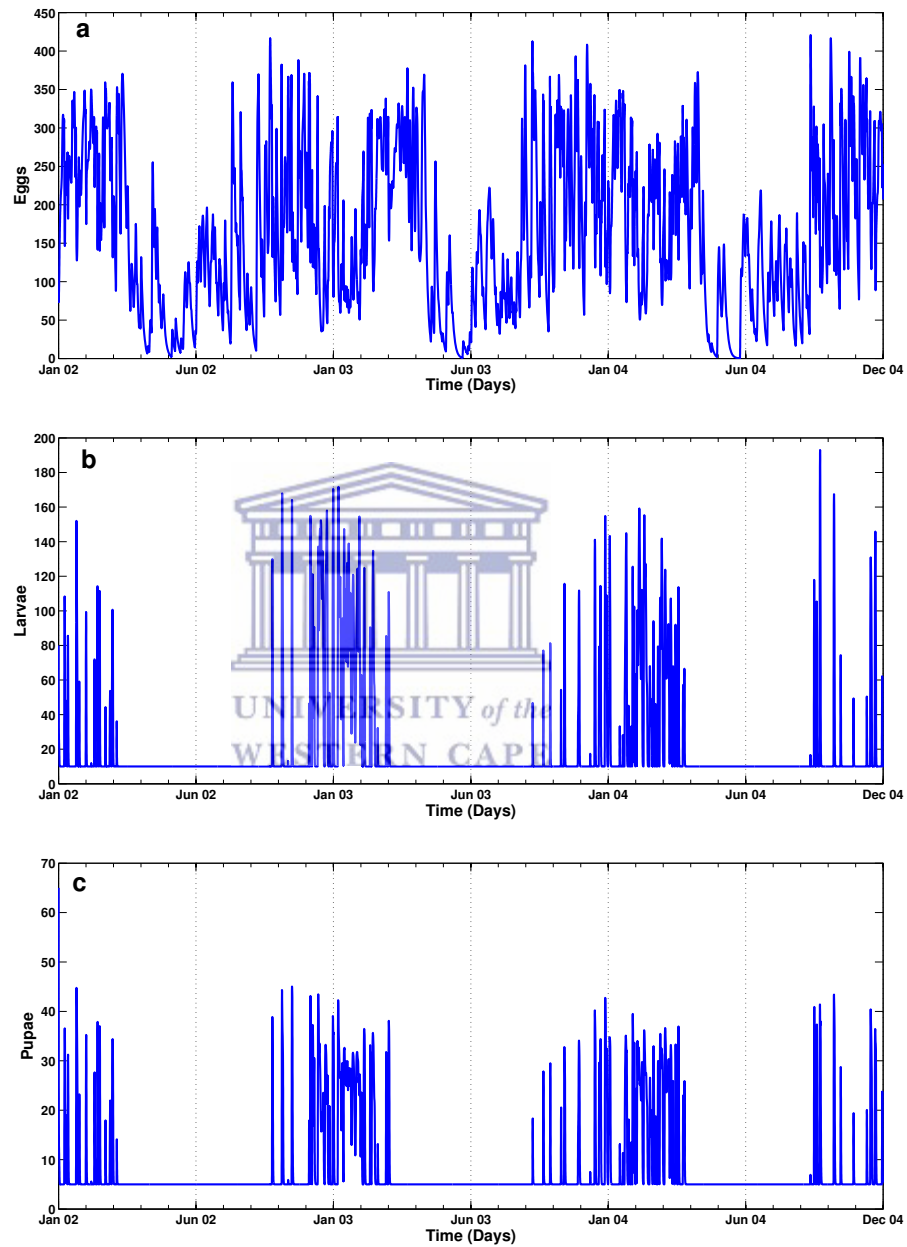 a
450
400
350
300
250
200
150
100
50
0
Eggs
Jan 02 Jun 02 Jan 03 Jun 03 Jan 04 Jun 04 Dec 04
Time (Days)
b
200
180
160
140
120
100
80
60
40
20
0
Larvae
UNIVERSITY of the
WESTERN CAPE
Jan 02 Jun 02 Jan 03 Jun 03 Jan 04 Jun 04 Dec 04
Time (Days)
c
70
60
50
40
30
20
10
0
Pupae
Jan 02 Jun 02 Jan 03 Jun 03 Jan 04 Jun 04 Dec 04
Time (Days)